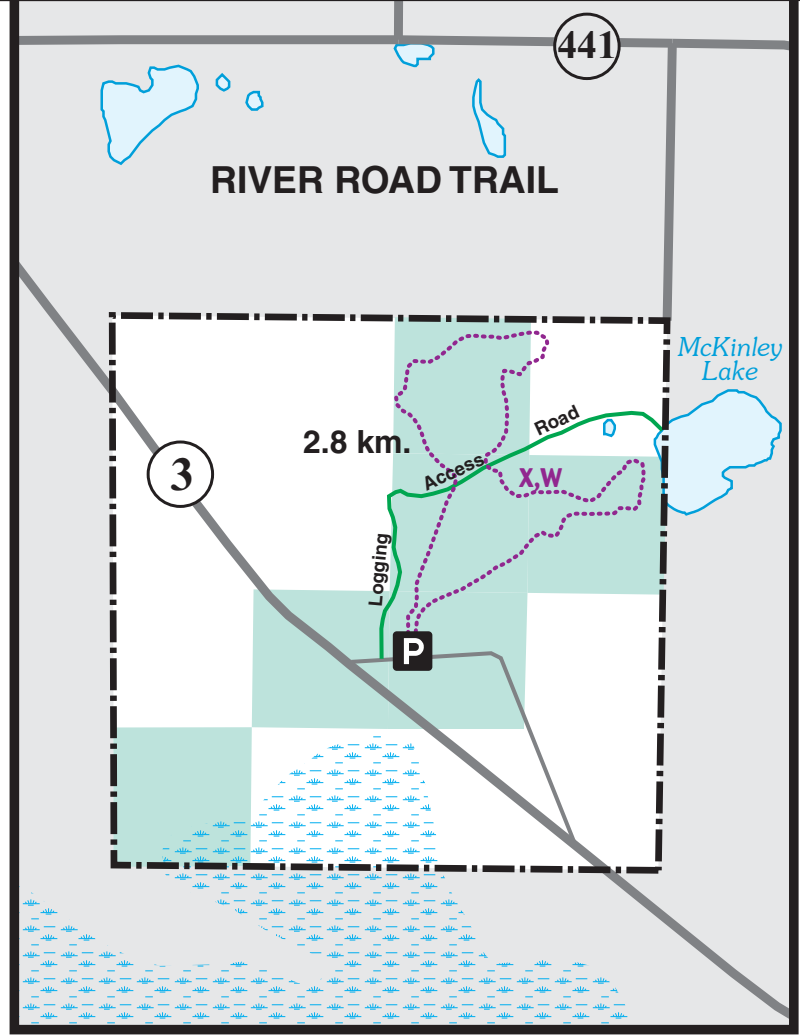 441
RIVER ROAD TRAIL
McKinley
Lake
Road
2.8 km.
3
Access
X,W
Logging
P